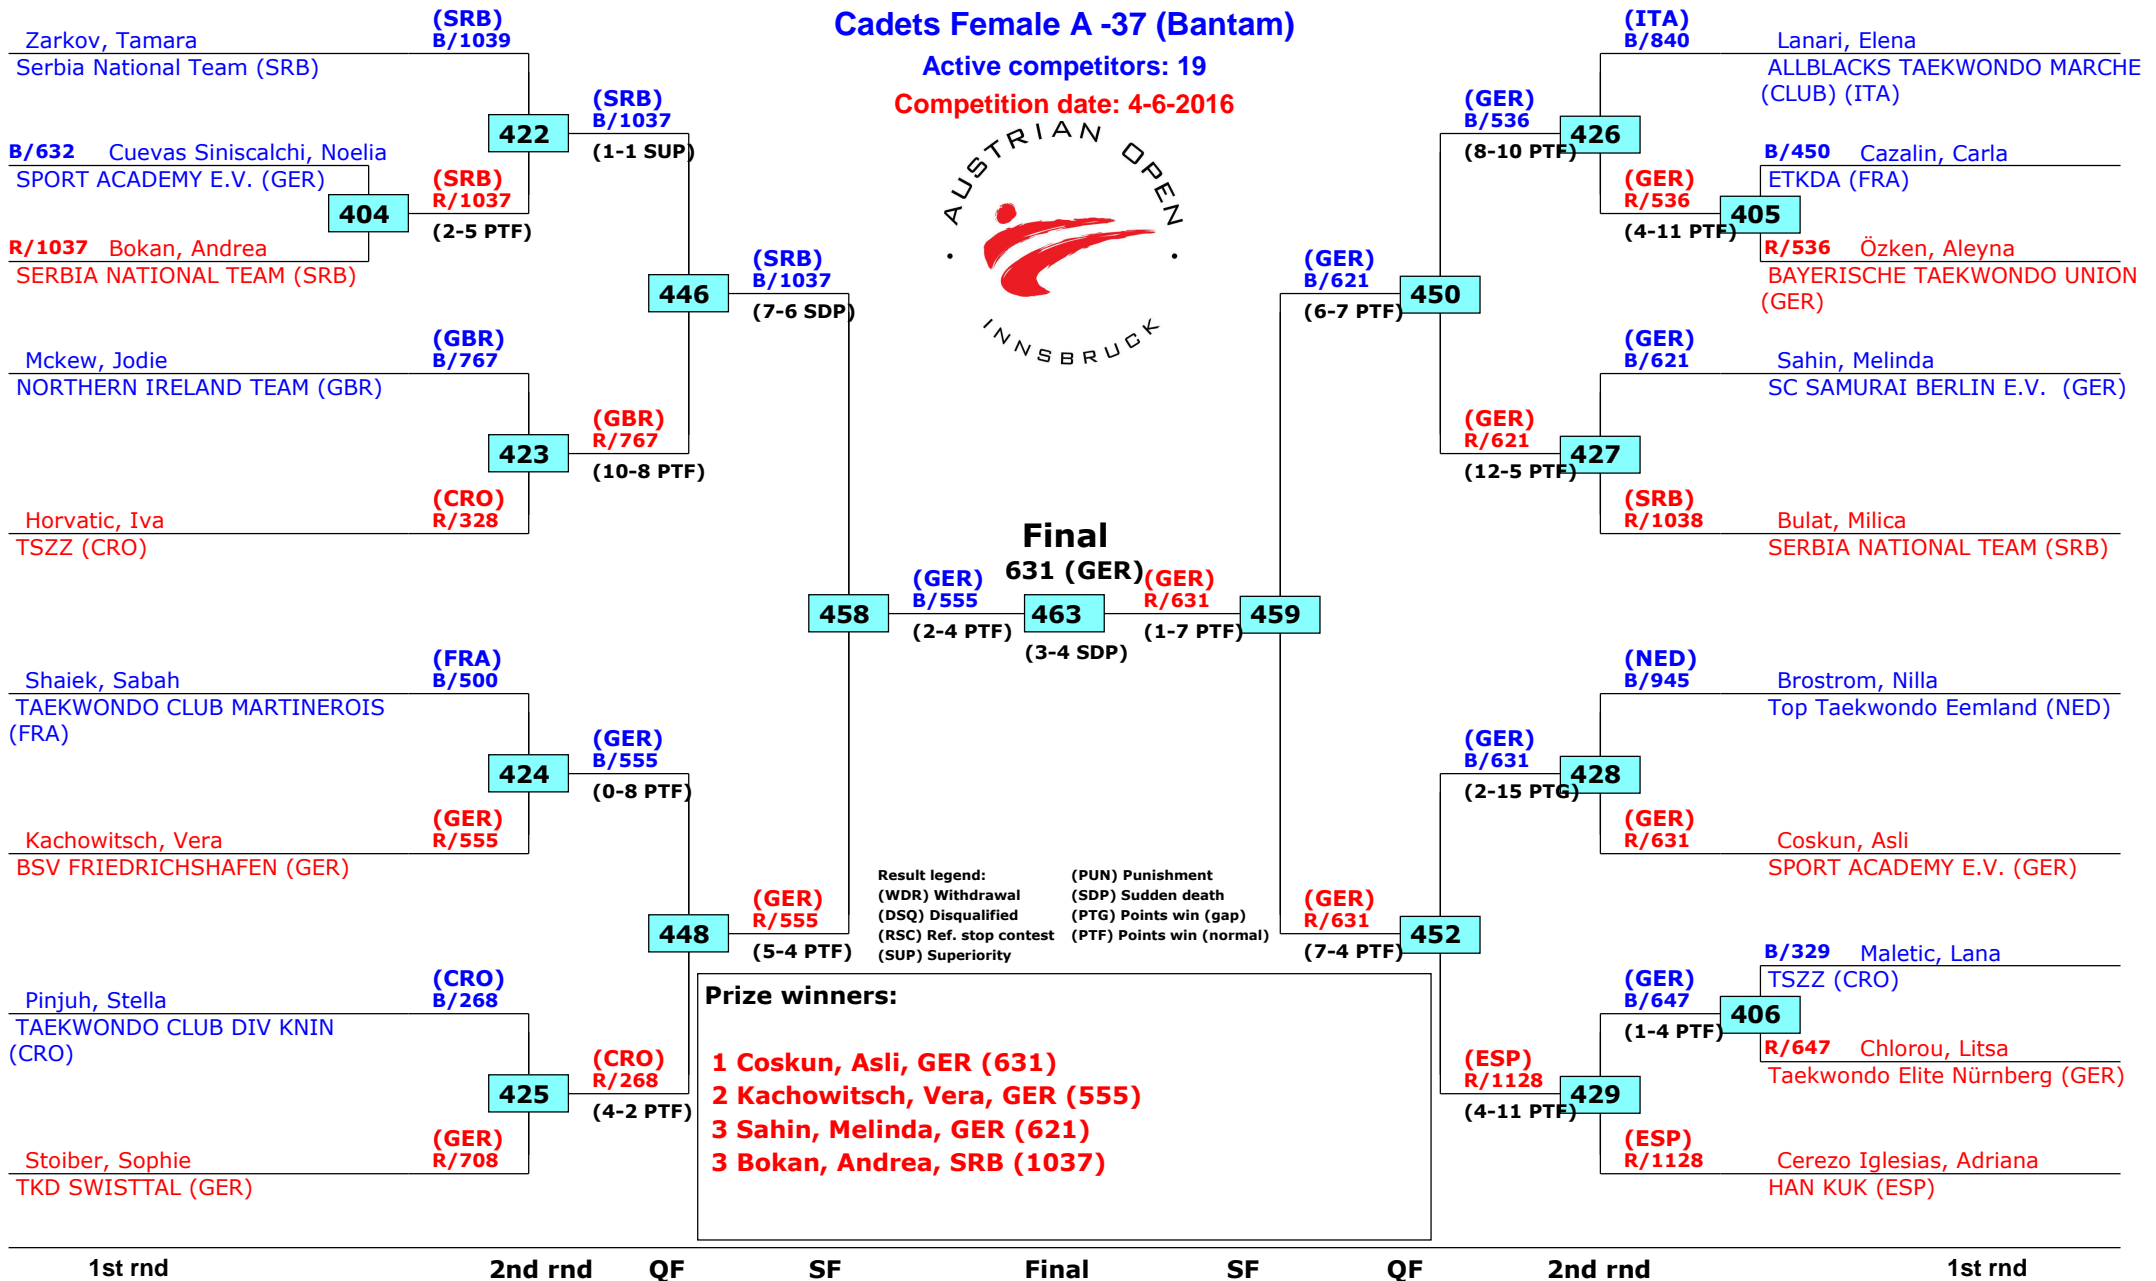 Cadets Female A -37 (Bantam)
Active competitors: 19
Competition date: 4-6-2016
AUSTRIAN OPEN
INNSBRUCK
(SRB)
B/1039
Zarkov, Tamara
Serbia National Team (SRB)
422
(SRB)
B/1037
(1-1 SUP)
B/632 Cuevas Siniscalchi, Noelia
SPORT ACADEMY E.V. (GER)
404
(SRB)
R/1037
(2-5 PTF)
R/1037 Bokan, Andrea
SERBIA NATIONAL TEAM (SRB)
446
(SRB)
B/1037
(7-6 SDP)
(GBR)
B/767
Mckew, Jodie
NORTHERN IRELAND TEAM (GBR)
423
(GBR)
R/767
(10-8 PTF)
(CRO)
R/328
Horvatic, Iva
TSZZ (CRO)
458
(GER)
B/555
(2-4 PTF)
Final
631 (GER)
463
(3-4 SDP)
(GER)
R/631
(1-7 PTF)
459
(FRA)
B/500
Shaiek, Sabah
TAEKWONDO CLUB MARTINEROIS
(FRA)
424
(GER)
B/555
(0-8 PTF)
(GER)
R/555
Kachowitsch, Vera
BSV FRIEDRICHSHAFEN (GER)
448
(GER)
R/555
(5-4 PTF)
(CRO)
B/268
Pinjuh, Stella
TAEKWONDO CLUB DIV KNIN
(CRO)
425
(CRO)
R/268
(4-2 PTF)
(GER)
R/708
Stoiber, Sophie
TKD SWISTTAL (GER)
(ITA)
B/840
Lanari, Elena
ALLBLACKS TAEKWONDO MARCHE
(CLUB) (ITA)
(GER)
B/536
(8-10 PTF)
426
B/450 Cazalin, Carla
ETKDA (FRA)
(GER)
R/536
(4-11 PTF)
405
R/536 Özken, Aleyna
BAYERISCHE TAEKWONDO UNION
(GER)
(GER)
B/621
(6-7 PTF)
450
(GER)
B/621
Sahin, Melinda
SC SAMURAI BERLIN E.V. (GER)
(GER)
R/621
(12-5 PTF)
427
(SRB)
R/1038
Bulat, Milica
SERBIA NATIONAL TEAM (SRB)
(NED)
B/945
Brostrom, Nilla
Top Taekwondo Eemland (NED)
(GER)
B/631
(2-15 PTG)
428
(GER)
R/631
Coskun, Asli
SPORT ACADEMY E.V. (GER)
(GER)
R/631
(7-4 PTF)
452
B/329 Maletic, Lana
TSZZ (CRO)
(GER)
B/647
(1-4 PTF)
406
R/647 Chlorou, Litsa
Taekwondo Elite Nürnberg (GER)
(ESP)
R/1128
(4-11 PTF)
429
(ESP)
R/1128
Cerezo Iglesias, Adriana
HAN KUK (ESP)
Result legend: (PUN) Punishment
(WDR) Withdrawal (SDP) Sudden death
(DSQ) Disqualified (PTG) Points win (gap)
(RSC) Ref. stop contest (PTF) Points win (normal)
(SUP) Superiority
Prize winners:
1 Coskun, Asli, GER (631)
2 Kachowitsch, Vera, GER (555)
3 Sahin, Melinda, GER (621)
3 Bokan, Andrea, SRB (1037)
1st rnd 2nd rnd QF SF Final SF QF 2nd rnd 1st rnd